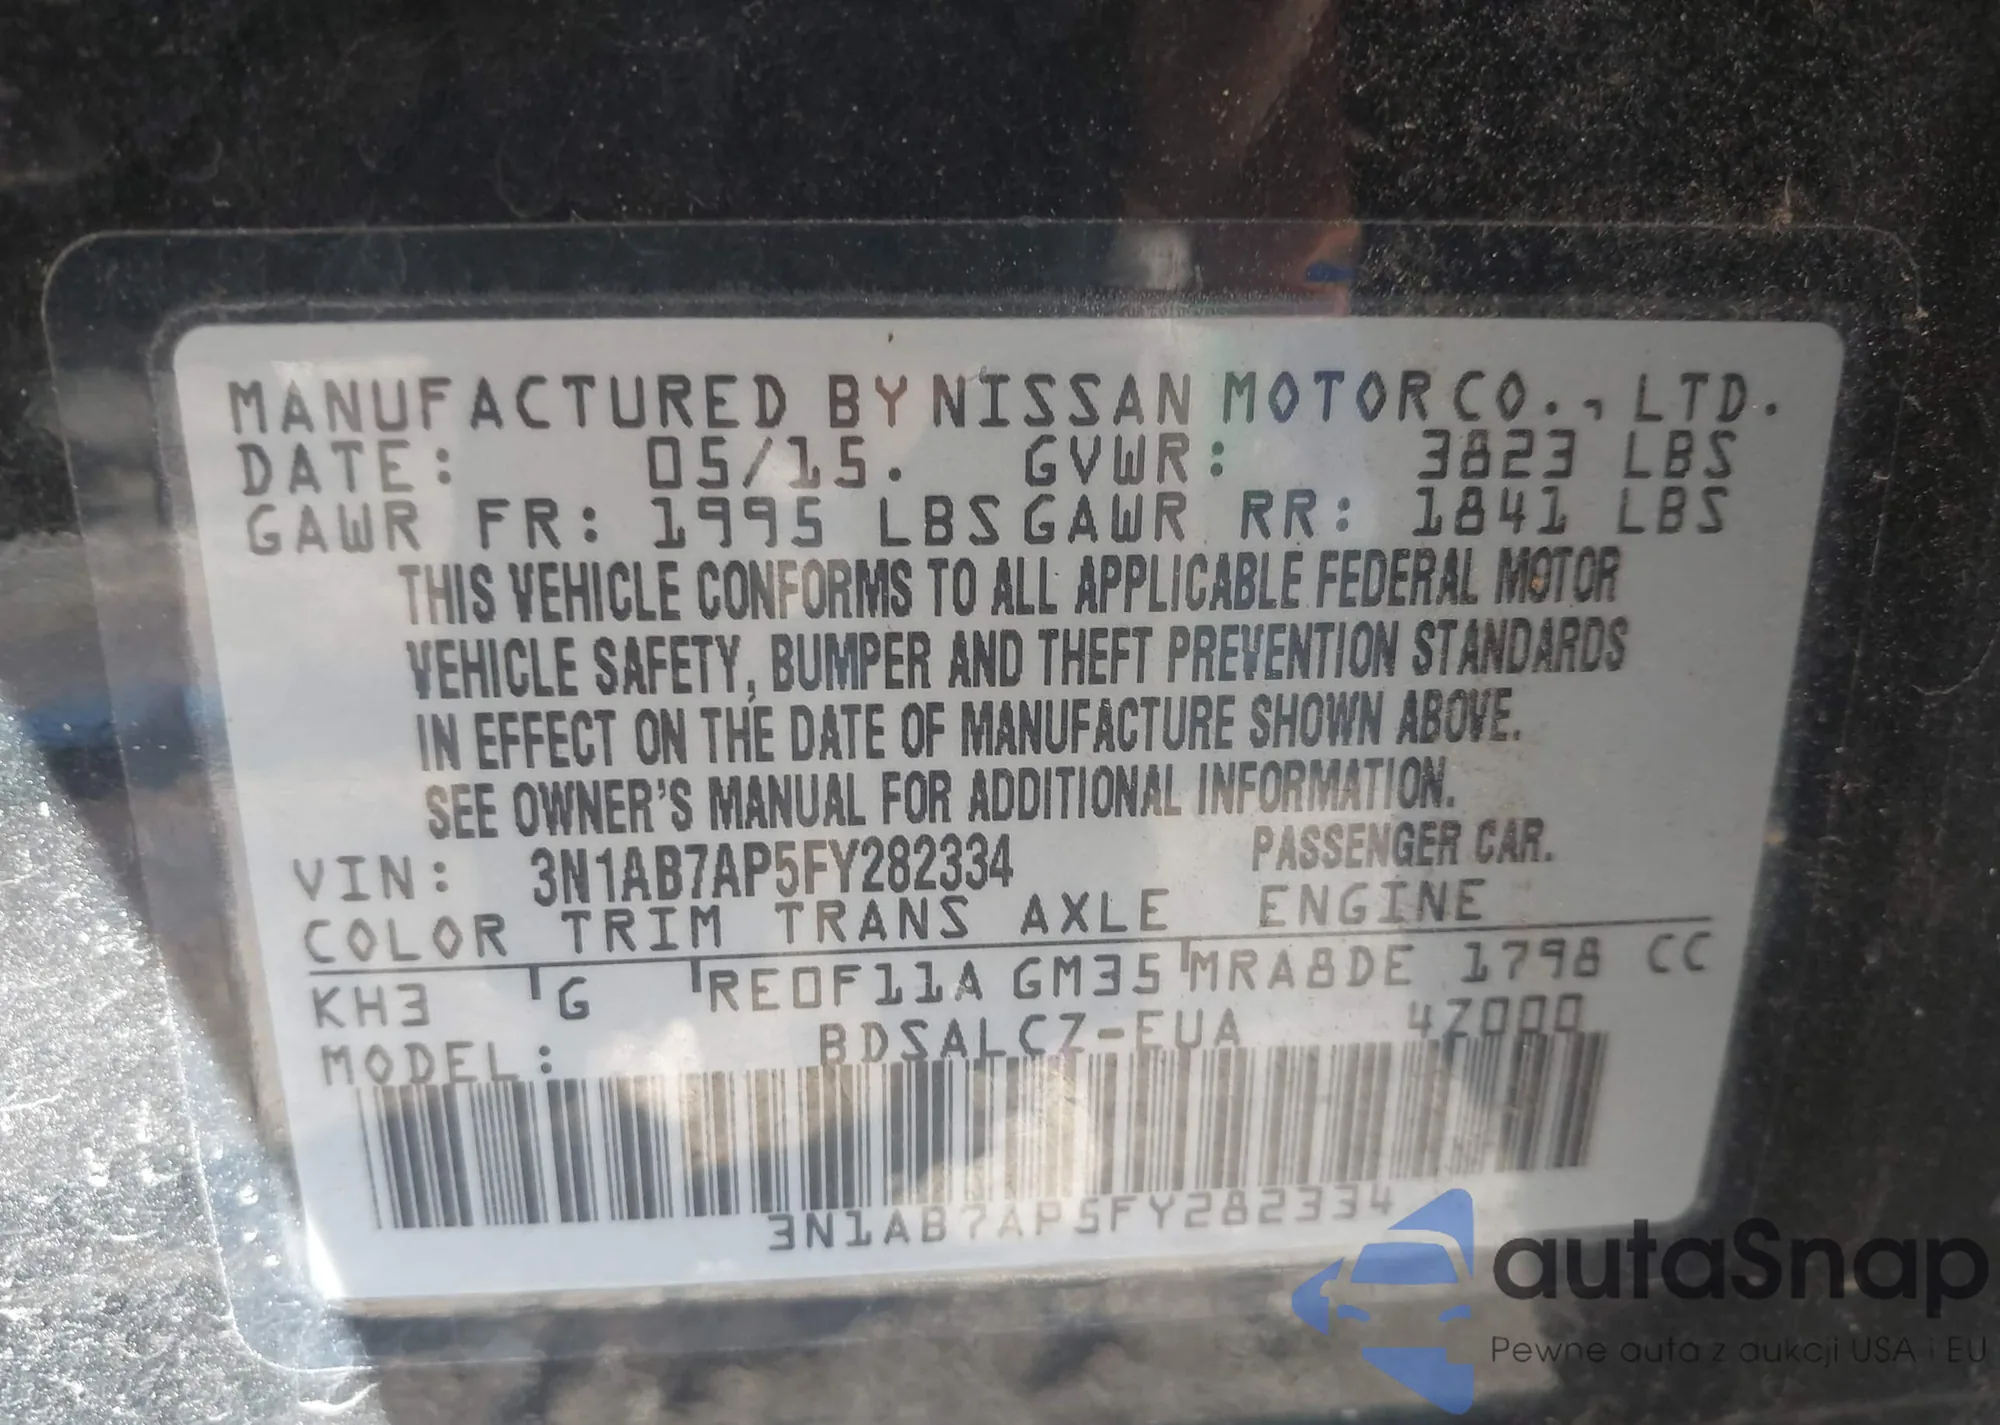 MANUFACTURED BY NISSAN MOTOR CO., LTD.
DATE: 05/15. GVWR: 3823 LBS
GAWR FR: 1995 LBS GAWR RR: 1841 LBS
THIS VEHICLE CONFORMS TO ALL APPLICABLE FEDERAL MOTOR
VEHICLE SAFETY, BUMPER AND THEFT PREVENTION STANDARDS
IN EFFECT ON THE DATE OF MANUFACTURE SHOWN ABOVE.
SEE OWNER'S MANUAL FOR ADDITIONAL INFORMATION.
VIN: 3N1AB7AP5FY282334 PASSENGER CAR.
COLOR TRIM TRANS AXLE ENGINE
KH3 G RE0F11A GM35 MRA8DE 1798 CC
MODEL: BDSALCZ-EUA 4Z000
3N1AB7AP5FY282334
autaSnap
Pewne auta z aukcji USA i EU